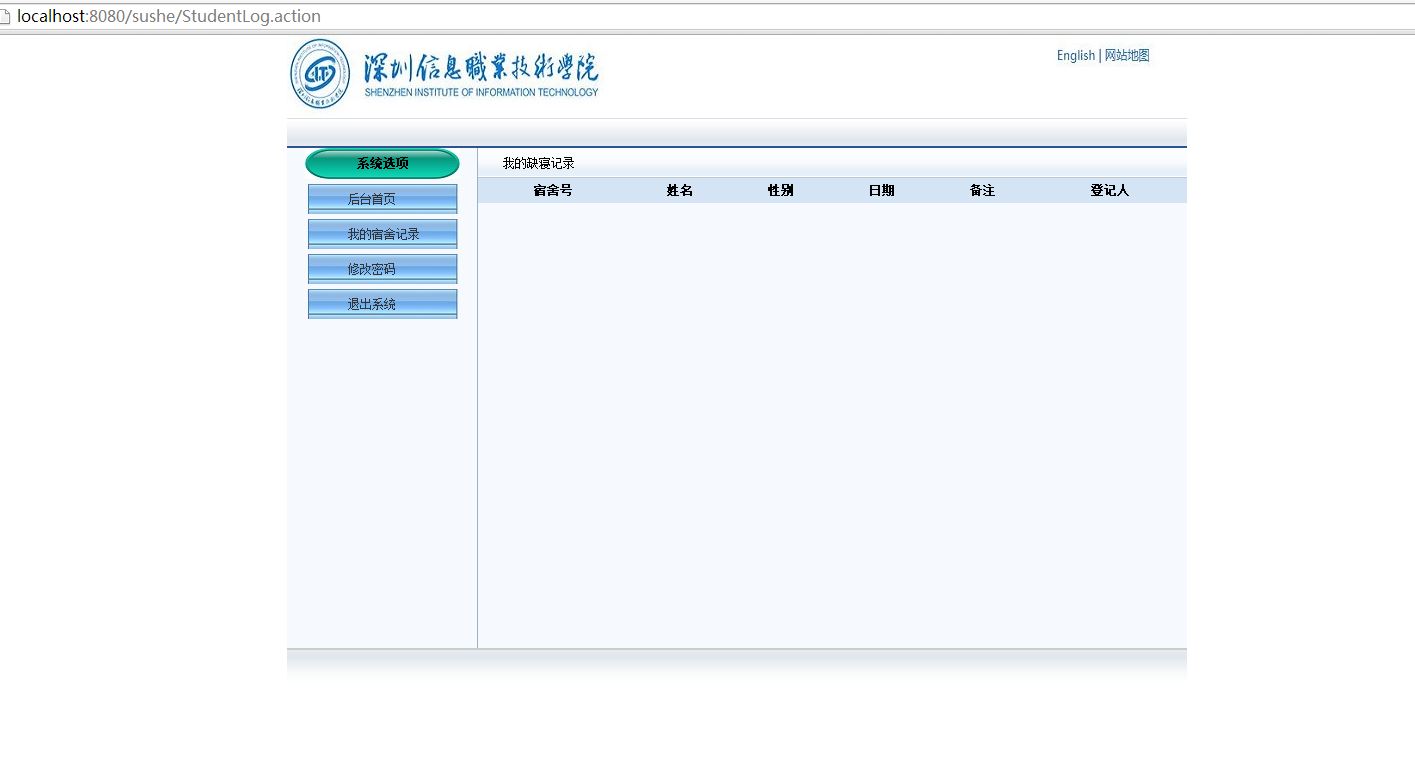 localhost:8080/sushe/StudentLog.action
深圳信息職業技術學院
SHENZHEN INSTITUTE OF INFORMATION TECHNOLOGY
English | 网站地图
系统选项
后台首页
我的宿舍记录
修改密码
退出系统
我的缺寝记录
宿舍号 姓名 性别 日期 备注 登记人